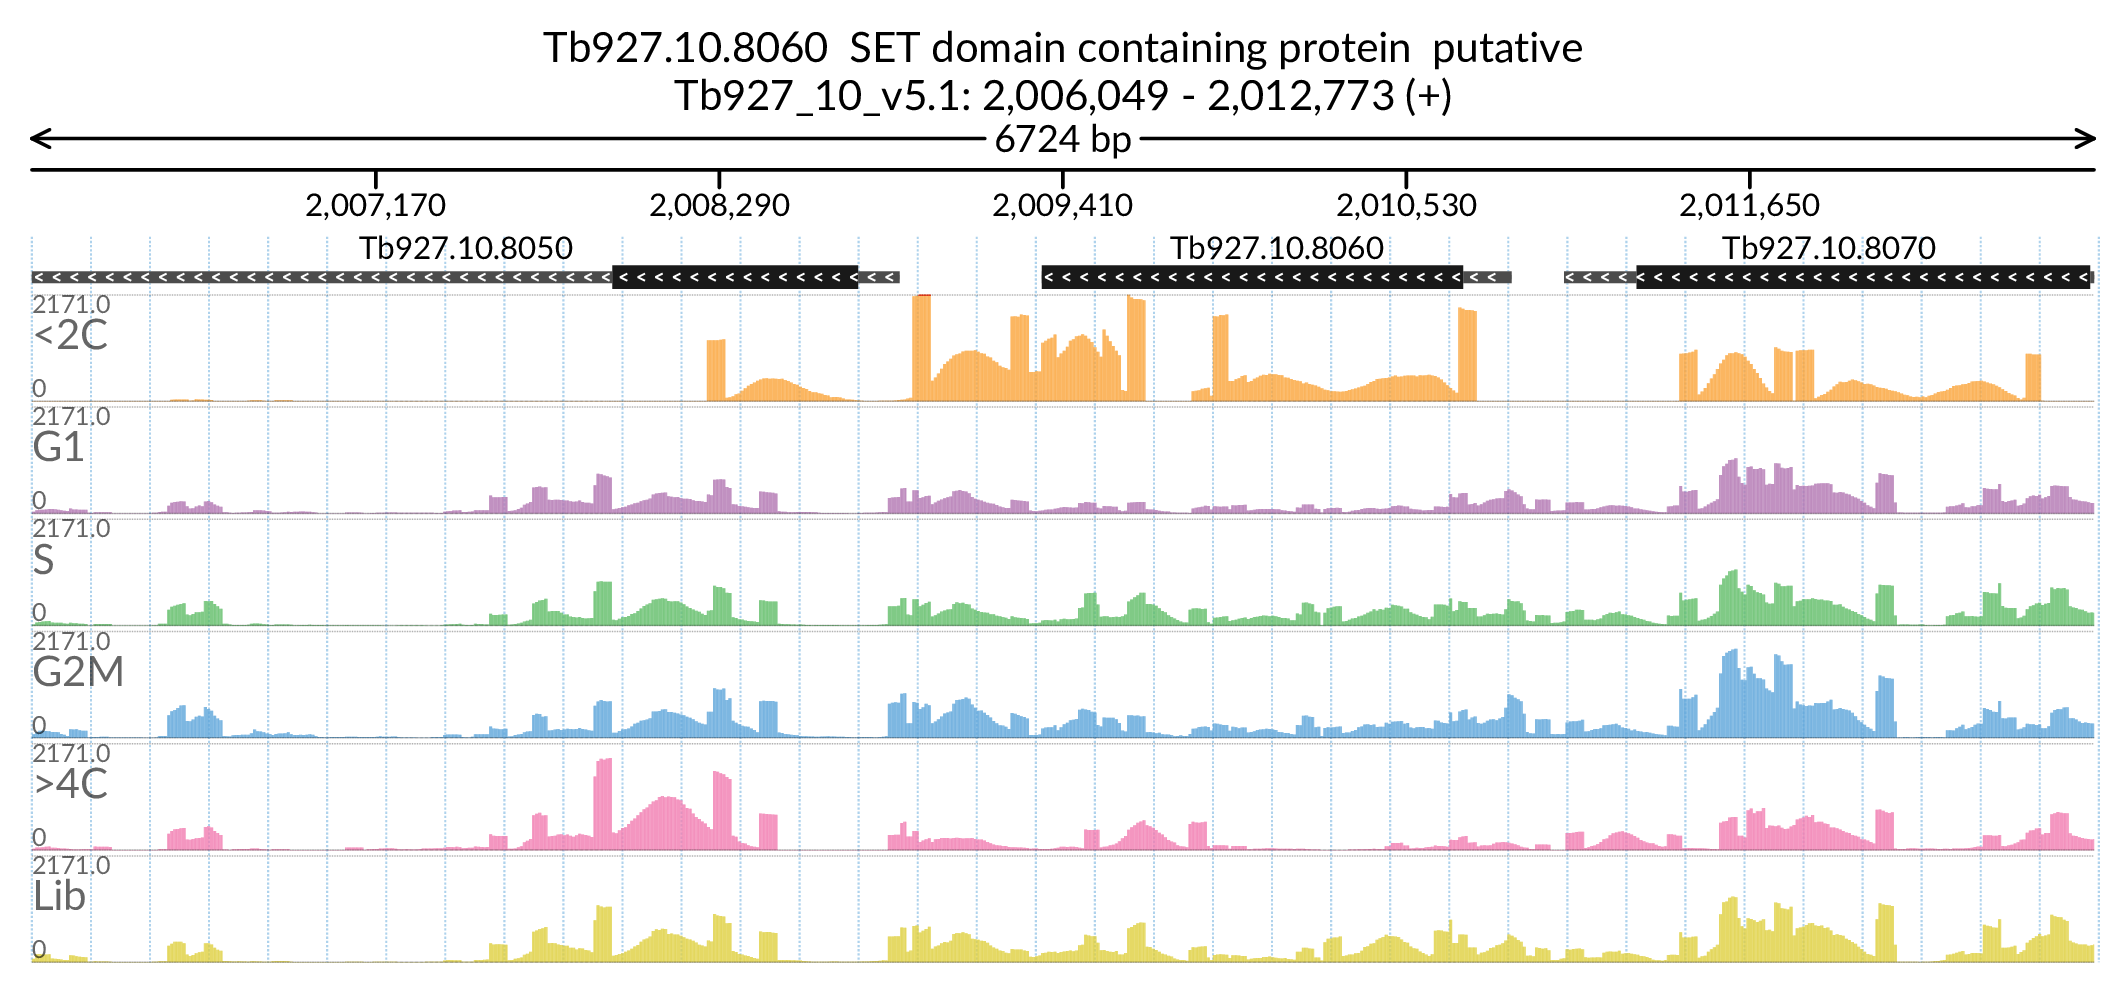 Tb927.10.8060  SET domain containing protein  putative
Tb927_10_v5.1: 2,006,049 - 2,012,773 (+)
6724 bp
2,007,170 2,008,290 2,009,410 2,010,530 2,011,650
Tb927.10.8050 Tb927.10.8060 Tb927.10.8070
2171.0
<2C
0
2171.0
G1
0
2171.0
S
0
2171.0
G2M
0
2171.0
>4C
0
2171.0
Lib
0